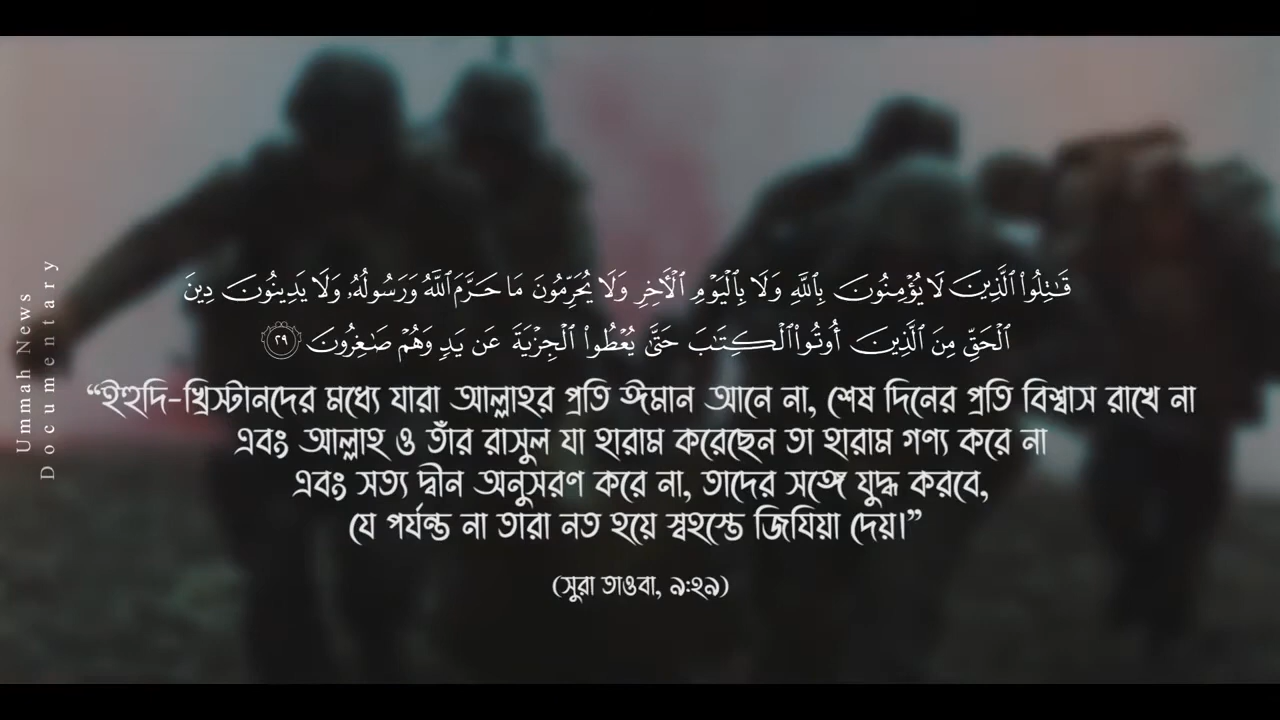 قَـٰتِلُوا۟ ٱلَّذِينَ لَا يُؤْمِنُونَ بِٱللَّهِ وَلَا بِٱلْيَوْمِ ٱلْـَٔاخِرِ وَلَا يُحَرِّمُونَ مَا حَرَّمَ ٱللَّهُ وَرَسُولُهُۥ وَلَا يَدِينُونَ دِينَ
ٱلْحَقِّ مِنَ ٱلَّذِينَ أُوتُوا۟ ٱلْكِتَـٰبَ حَتَّىٰ يُعْطُوا۟ ٱلْجِزْيَةَ عَن يَدٍ وَهُمْ صَـٰغِرُونَ ٢٩
“ইহুদি-খ্রিস্টানদের মধ্যে যারা আল্লাহর প্রতি ঈমান আনে না, শেষ দিনের প্রতি বিশ্বাস রাখে না
এবং আল্লাহ ও তাঁর রাসুল যা হারাম করেছেন তা হারাম গণ্য করে না
এবং সত্য দ্বীন অনুসরণ করে না, তাদের সঙ্গে যুদ্ধ করবে,
যে পর্যন্ত না তারা নত হয়ে স্বহস্তে জিযিয়া দেয়।”
(সুরা তাওবা, ৯:২৯)
Ummah News
Documentary